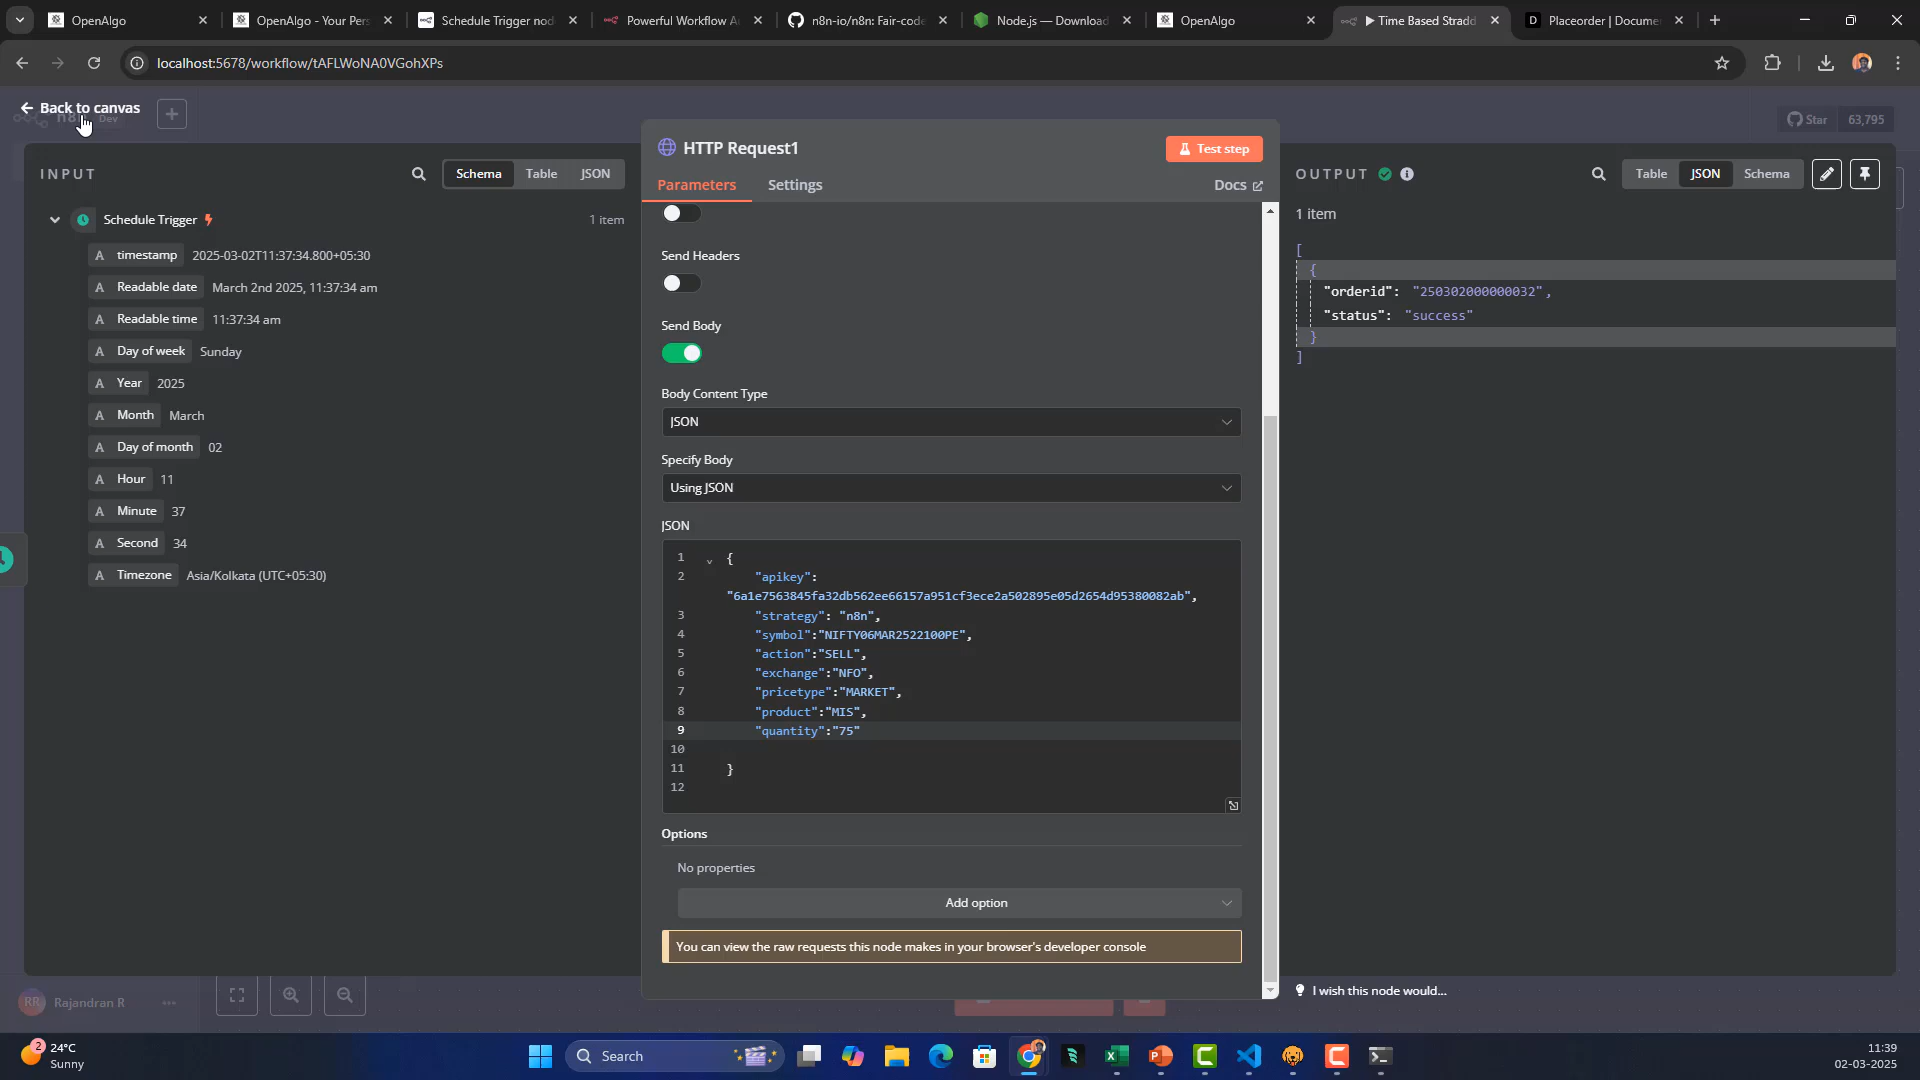 OpenAlgo
OpenAlgo - Your Pers
Schedule Trigger nod
Powerful Workflow Au
n8n-io/n8n: Fair-code
Node.js — Download
OpenAlgo
▶ Time Based Stradd
Placeorder | Docume
localhost:5678/workflow/tAFLWoNA0VGohXPs
Back to canvas
n8n Dev
Star 63,795
INPUT
Schema Table JSON
Schedule Trigger 1 item
A timestamp 2025-03-02T11:37:34.800+05:30
A Readable date March 2nd 2025, 11:37:34 am
A Readable time 11:37:34 am
A Day of week Sunday
A Year 2025
A Month March
A Day of month 02
A Hour 11
A Minute 37
A Second 34
A Timezone Asia/Kolkata (UTC+05:30)
RR Rajandran R
HTTP Request1
Test step
Parameters Settings Docs
Send Headers
Send Body
Body Content Type
JSON
Specify Body
Using JSON
JSON
1 {
2 "apikey":
"6a1e7563845fa32db562ee66157a951cf3ece2a502895e05d2654d95380082ab",
3 "strategy": "n8n",
4 "symbol":"NIFTY06MAR2522100PE",
5 "action":"SELL",
6 "exchange":"NFO",
7 "pricetype":"MARKET",
8 "product":"MIS",
9 "quantity":"75"
10
11 }
12
Options
No properties
Add option
You can view the raw requests this node makes in your browser's developer console
OUTPUT
Table JSON Schema
1 item
[
{
"orderid": "250302000000032",
"status": "success"
}
]
I wish this node would...
2
24°C
Sunny
Search
11:39
02-03-2025